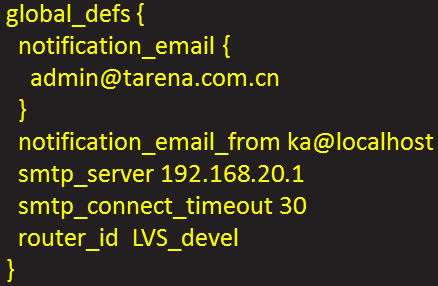 global_defs {
notification_email {
admin@tarena.com.cn
}
notification_email_from ka@localhost
smtp_server 192.168.20.1
smtp_connect_timeout 30
router_id LVS_devel
}